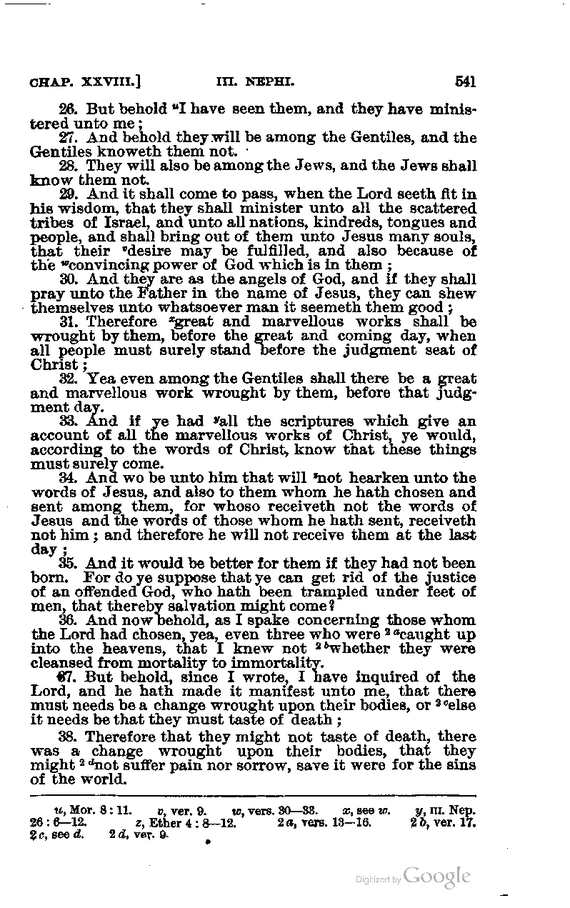 CHAP. XXVIII.] III. NEPHI. 541
26. But behold ᵘI have seen them, and they have minis-
tered unto me;
27. And behold they will be among the Gentiles, and the
Gentiles knoweth them not.
28. They will also be among the Jews, and the Jews shall
know them not.
29. And it shall come to pass, when the Lord seeth fit in
his wisdom, that they shall minister unto all the scattered
tribes of Israel, and unto all nations, kindreds, tongues and
people, and shall bring out of them unto Jesus many souls,
that their ᵛdesire may be fulfilled, and also because of
the ʷconvincing power of God which is in them;
30. And they are as the angels of God, and if they shall
pray unto the Father in the name of Jesus, they can shew
themselves unto whatsoever man it seemeth them good;
31. Therefore ˣgreat and marvellous works shall be
wrought by them, before the great and coming day, when
all people must surely stand before the judgment seat of
Christ;
32. Yea even among the Gentiles shall there be a great
and marvellous work wrought by them, before that judg-
ment day.
33. And if ye had ʸall the scriptures which give an
account of all the marvellous works of Christ, ye would,
according to the words of Christ, know that these things
must surely come.
34. And wo be unto him that will ᶻnot hearken unto the
words of Jesus, and also to them whom he hath chosen and
sent among them, for whoso receiveth not the words of
Jesus and the words of those whom he hath sent, receiveth
not him; and therefore he will not receive them at the last
day;
35. And it would be better for them if they had not been
born. For do ye suppose that ye can get rid of the justice
of an offended God, who hath been trampled under feet of
men, that thereby salvation might come?
36. And now behold, as I spake concerning those whom
the Lord had chosen, yea, even three who were ²ᵃcaught up
into the heavens, that I knew not ²ᵇwhether they were
cleansed from mortality to immortality.
37. But behold, since I wrote, I have inquired of the
Lord, and he hath made it manifest unto me, that there
must needs be a change wrought upon their bodies, or ²ᶜelse
it needs be that they must taste of death;
38. Therefore that they might not taste of death, there
was a change wrought upon their bodies, that they
might ²ᵈnot suffer pain nor sorrow, save it were for the sins
of the world.
u, Mor. 8:11. v, ver. 9. w, vers. 30—33. x, see w. y, III. Nep.
26:6—12. z, Ether 4:8—12. 2a, vers. 13—16. 2b, ver. 17.
2c, see d. 2d, ver. 9.
Digitized by Google